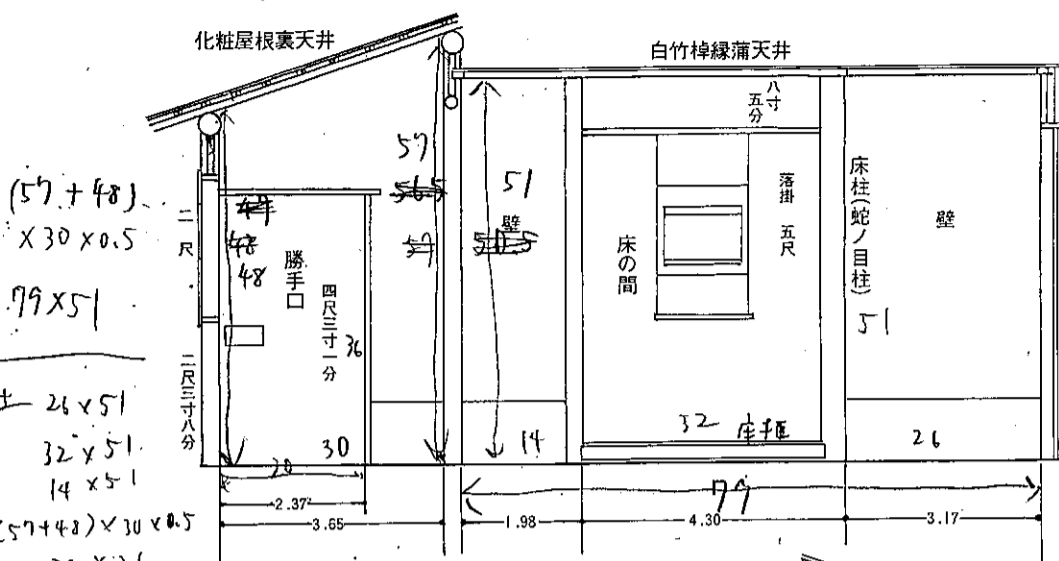 化粧屋根裏天井
白竹棹縁蒲天井
八寸
五分
57
565
57
51
壁
50.5
(57+48)
×30×0.5
79×51
26×51
32×51
14×51
(57+48)×30×0.5
二尺
二尺三寸八分
47
48
48
勝手口
四尺三寸一分
36
30
20
床の間
落掛 五尺
床柱(蛇ノ目柱)
51
壁
14
32
26
79
2.37
3.65
1.98
4.30
3.17